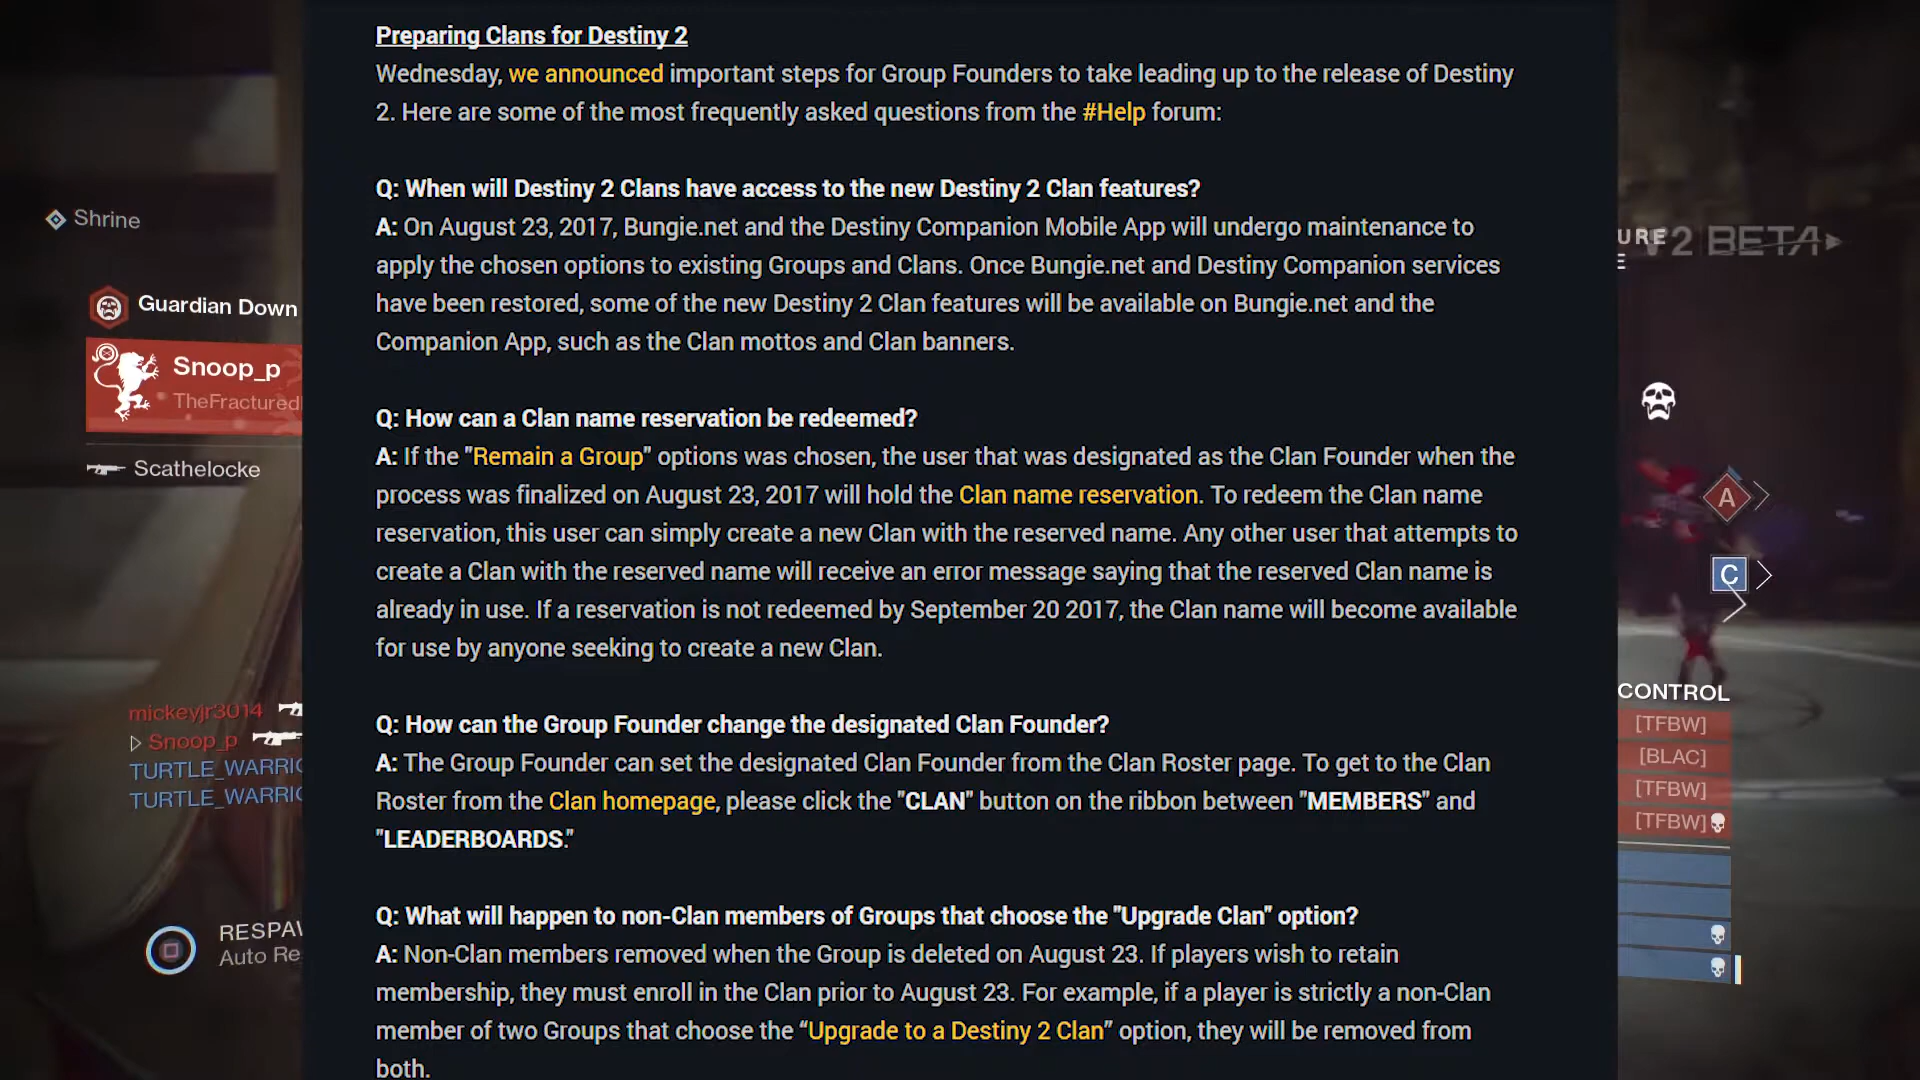 Preparing Clans for Destiny 2
Wednesday, we announced important steps for Group Founders to take leading up to the release of Destiny
2. Here are some of the most frequently asked questions from the #Help forum:
Q: When will Destiny 2 Clans have access to the new Destiny 2 Clan features?
A: On August 23, 2017, Bungie.net and the Destiny Companion Mobile App will undergo maintenance to
apply the chosen options to existing Groups and Clans. Once Bungie.net and Destiny Companion services
have been restored, some of the new Destiny 2 Clan features will be available on Bungie.net and the
Companion App, such as the Clan mottos and Clan banners.
Q: How can a Clan name reservation be redeemed?
A: If the "Remain a Group" options was chosen, the user that was designated as the Clan Founder when the
process was finalized on August 23, 2017 will hold the Clan name reservation. To redeem the Clan name
reservation, this user can simply create a new Clan with the reserved name. Any other user that attempts to
create a Clan with the reserved name will receive an error message saying that the reserved Clan name is
already in use. If a reservation is not redeemed by September 20 2017, the Clan name will become available
for use by anyone seeking to create a new Clan.
Q: How can the Group Founder change the designated Clan Founder?
A: The Group Founder can set the designated Clan Founder from the Clan Roster page. To get to the Clan
Roster from the Clan homepage, please click the "CLAN" button on the ribbon between "MEMBERS" and
"LEADERBOARDS."
Q: What will happen to non-Clan members of Groups that choose the "Upgrade Clan" option?
A: Non-Clan members removed when the Group is deleted on August 23. If players wish to retain
membership, they must enroll in the Clan prior to August 23. For example, if a player is strictly a non-Clan
member of two Groups that choose the “Upgrade to a Destiny 2 Clan” option, they will be removed from
both.
Shrine
Guardian Down
Snoop_p
TheFractured
Scathelocke
mickeyjr3014
Snoop_p
TURTLE_WARRIO
TURTLE_WARRIO
RESPAW
Auto Re
URE
E
2 BETA
A
C
CONTROL
[TFBW]
[BLAC]
[TFBW]
[TFBW]